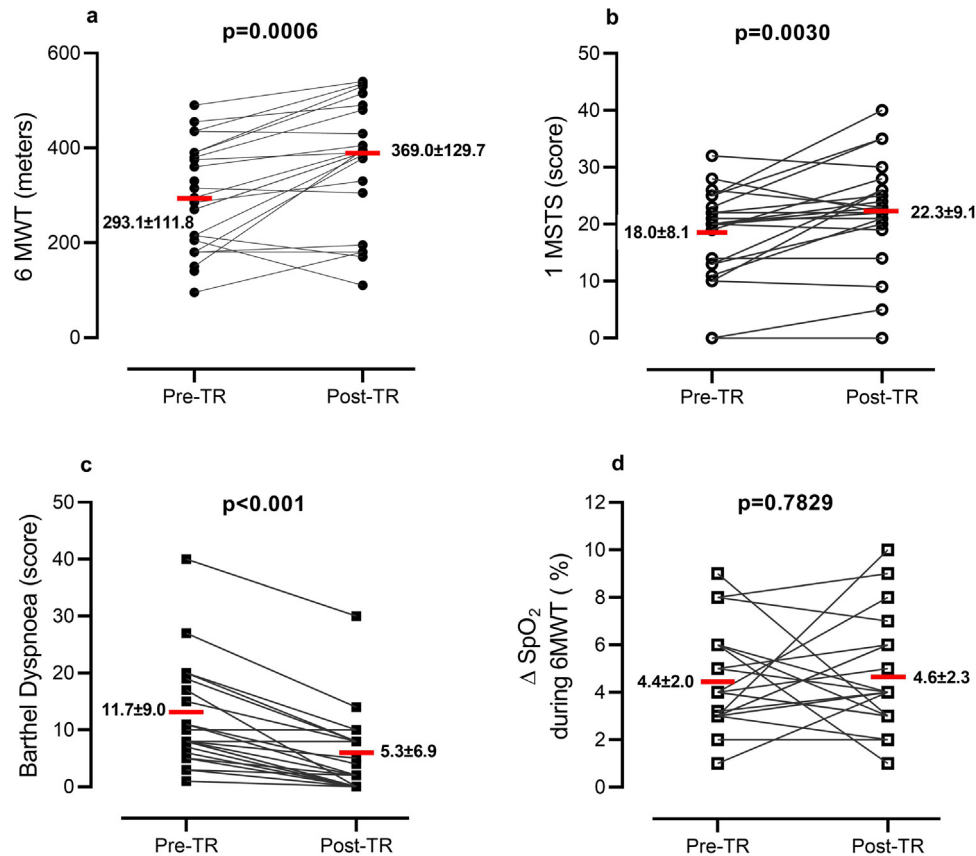 a
p=0.0006
600
400
200
0
6 MWT (meters)
293.1±111.8
369.0±129.7
Pre-TR
Post-TR
b
p=0.0030
50
40
30
20
10
0
1 MSTS (score)
18.0±8.1
22.3±9.1
Pre-TR
Post-TR
c
p<0.001
50
40
30
20
10
0
Barthel Dyspnoea (score)
11.7±9.0
5.3±6.9
Pre-TR
Post-TR
d
p=0.7829
12
10
8
6
4
2
0
Δ SpO₂
during 6MWT ( %)
4.4±2.0
4.6±2.3
Pre-TR
Post-TR